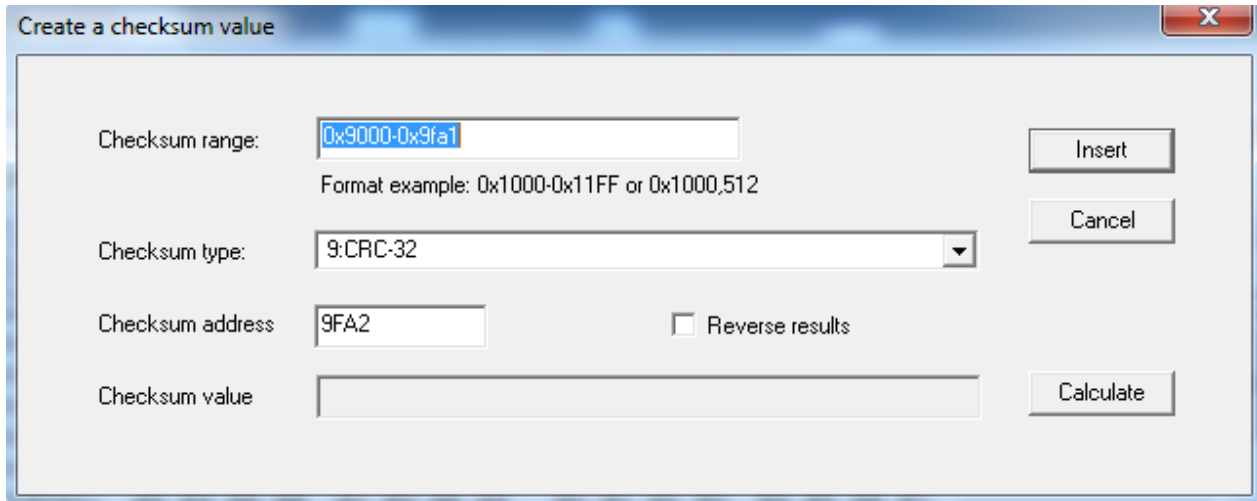 Create a checksum value
Checksum range: 0x9000-0x9fa1 Insert
Format example: 0x1000-0x11FF or 0x1000,512
Cancel
Checksum type: 9:CRC-32
Checksum address 9FA2 Reverse results
Checksum value Calculate